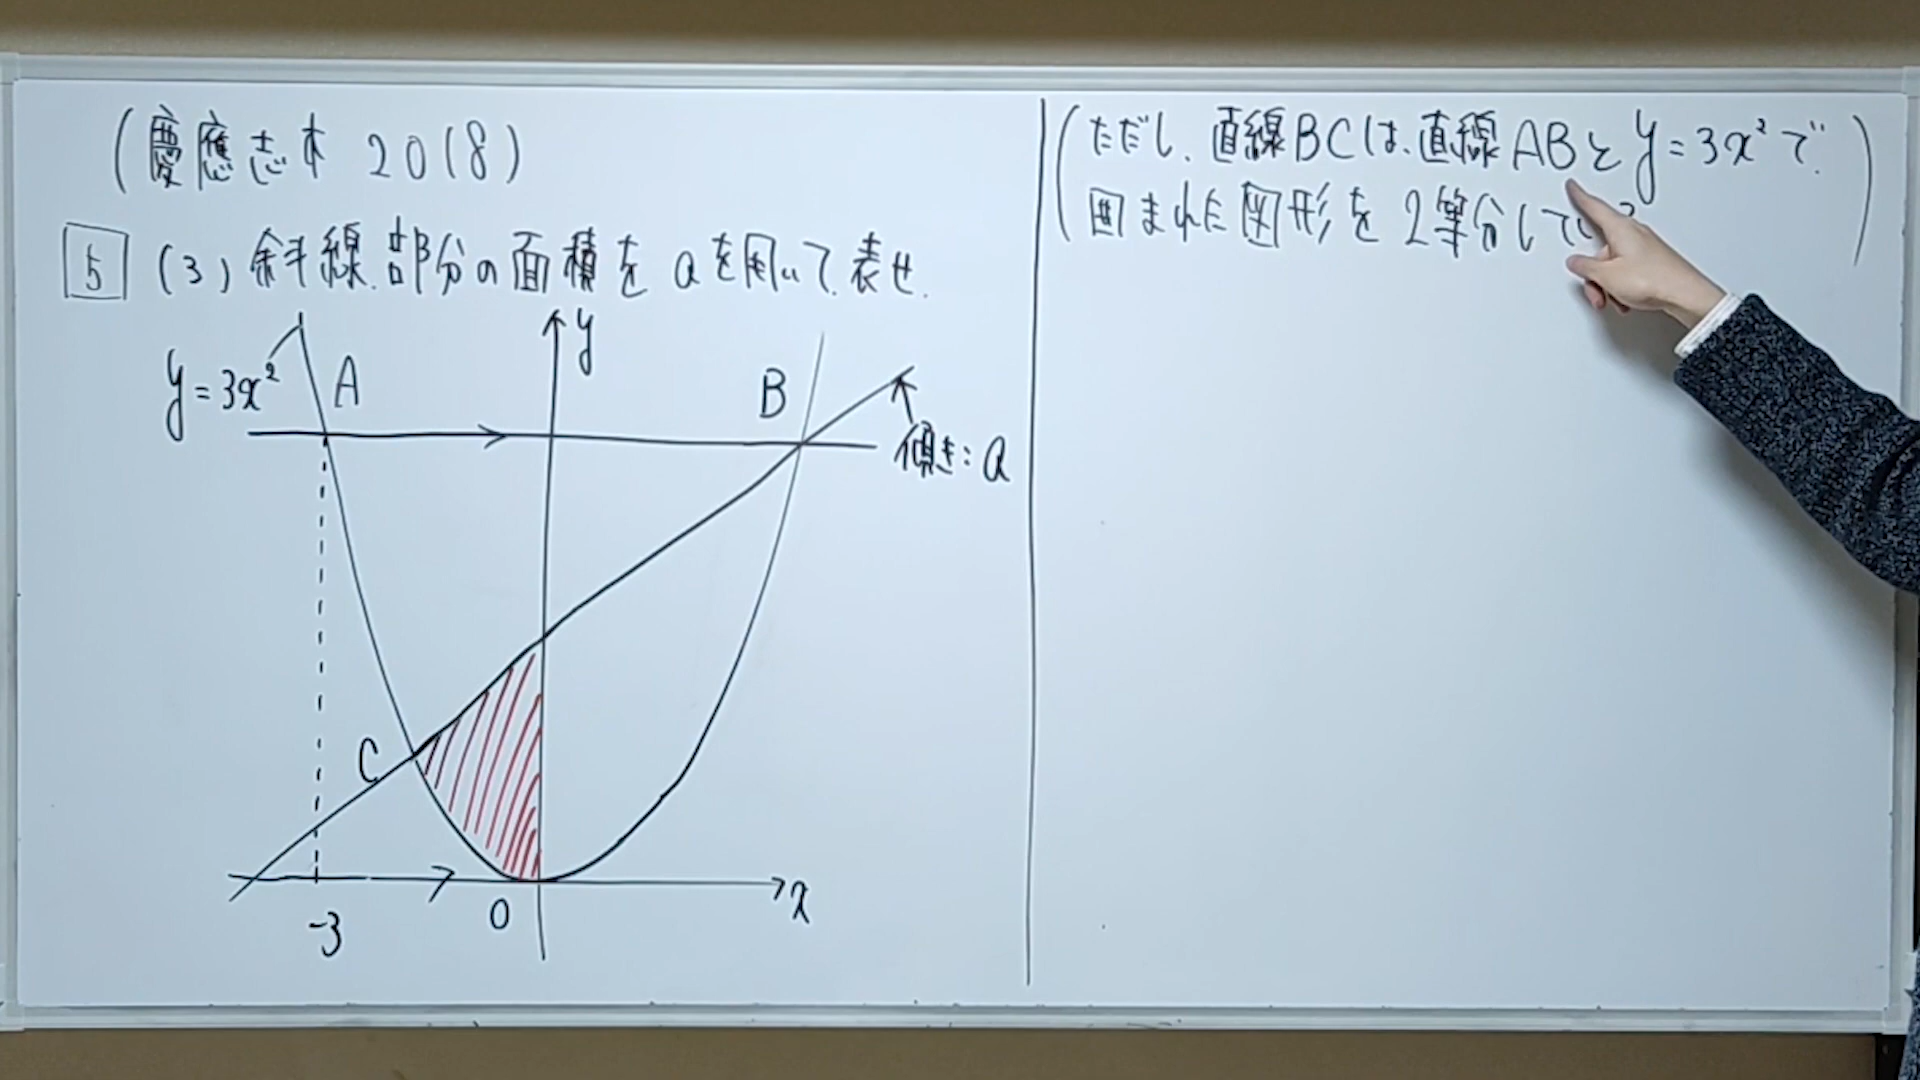 (慶應志木 2018)
5 (3) 斜線部分の面積をaを用いて表せ.
y=3x²
A
y
B
傾き:a
C
-3
O
x
(ただし、直線BCは、直線ABとy=3x²で
囲まれた図形を2等分して)